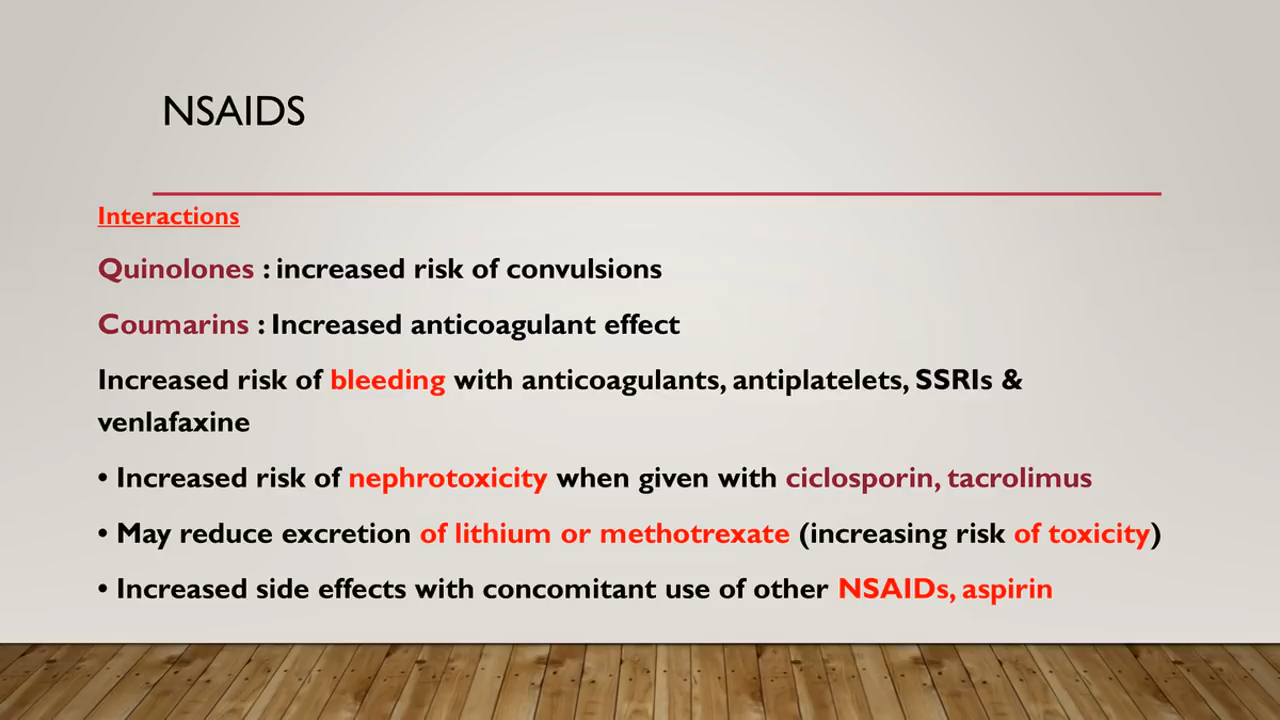 NSAIDS
Interactions
Quinolones : increased risk of convulsions
Coumarins : Increased anticoagulant effect
Increased risk of bleeding with anticoagulants, antiplatelets, SSRIs &
venlafaxine
• Increased risk of nephrotoxicity when given with ciclosporin, tacrolimus
• May reduce excretion of lithium or methotrexate (increasing risk of toxicity)
• Increased side effects with concomitant use of other NSAIDs, aspirin